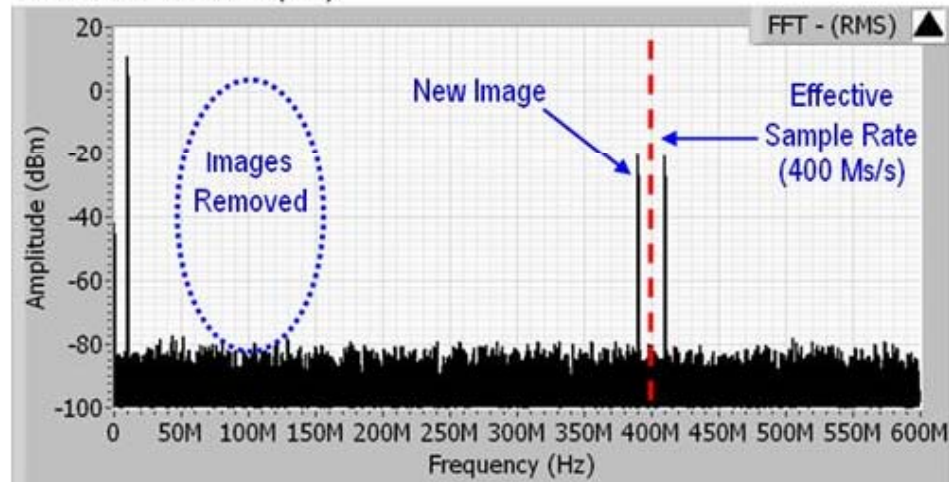 FFT - (RMS)
20
0
-20
-40
-60
-80
-100
Amplitude (dBm)
Images
Removed
New Image
Effective
Sample Rate
(400 Ms/s)
0 50M 100M 150M 200M 250M 300M 350M 400M 450M 500M 550M 600M
Frequency (Hz)